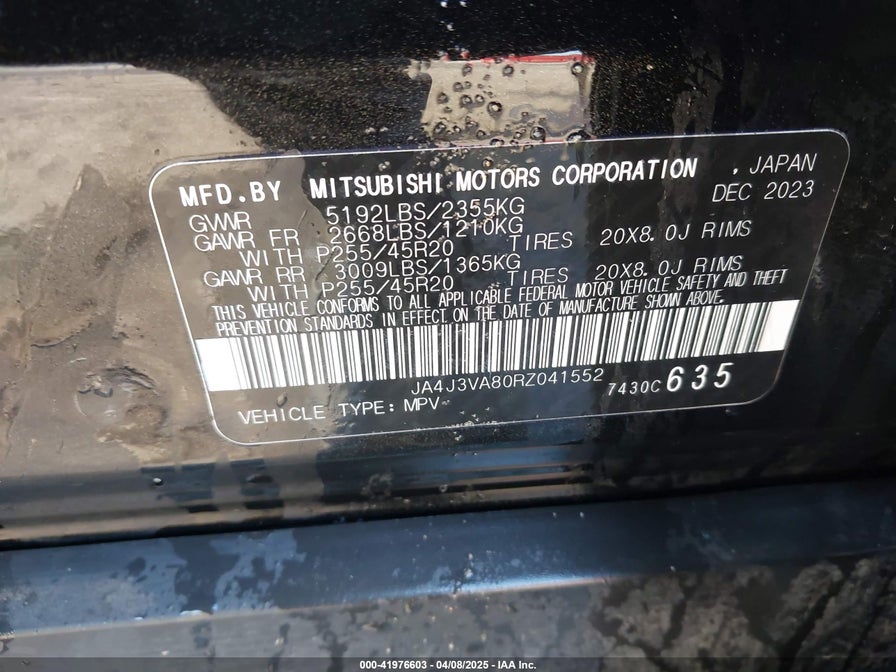 MFD.BY MITSUBISHI MOTORS CORPORATION , JAPAN
GVWR 5192LBS/2355KG DEC 2023
GAWR FR 2668LBS/1210KG
WITH P255/45R20 TIRES 20X8.0J RIMS
GAWR RR 3009LBS/1365KG
WITH P255/45R20 TIRES 20X8.0J RIMS
THIS VEHICLE CONFORMS TO ALL APPLICABLE FEDERAL MOTOR VEHICLE SAFETY AND THEFT
PREVENTION STANDARDS IN EFFECT ON THE DATE OF MANUFACTURE SHOWN ABOVE.
JA4J3VA80RZ041552 7430C 635
VEHICLE TYPE: MPV
000-41976603 - 04/08/2025 - IAA Inc.